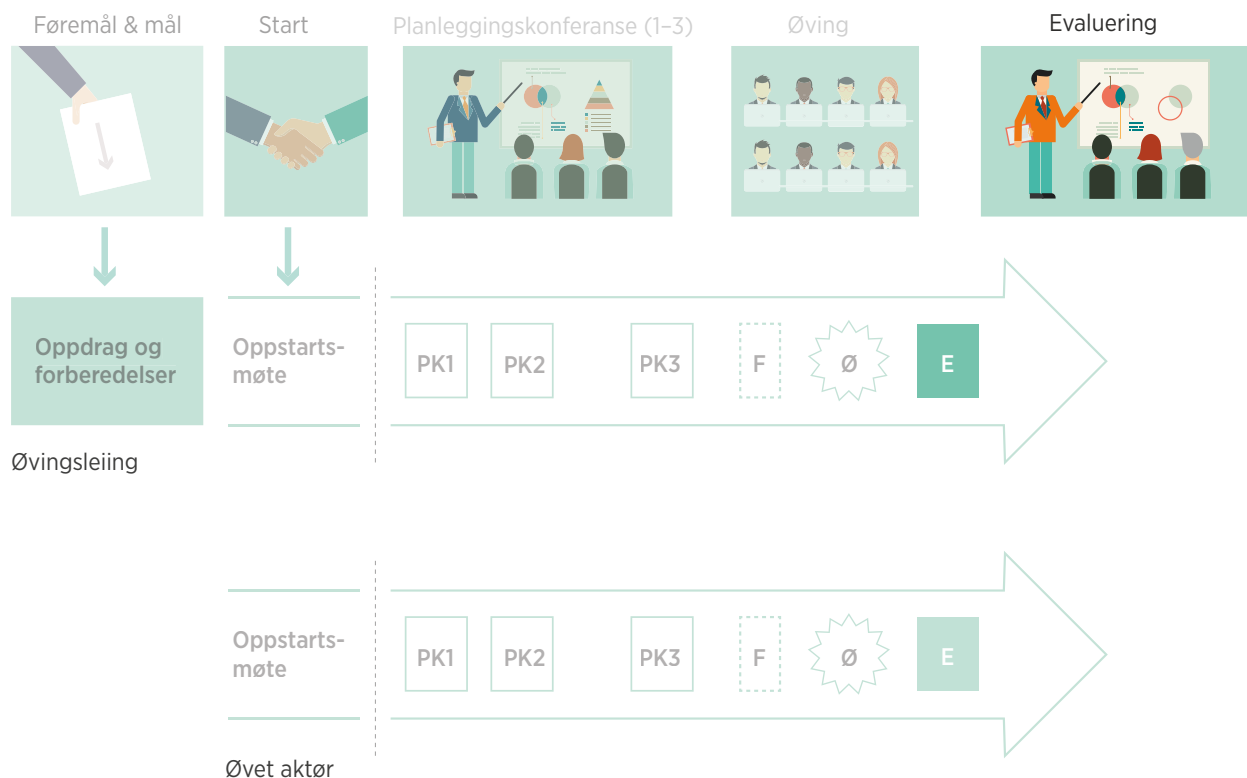 Føremål & mål
Start
Planleggingskonferanse (1–3)
Øving
Evaluering
Oppdrag og
forberedelser
Oppstarts-
møte
PK1
PK2
PK3
F
Ø
E
Øvingsleiing
Oppstarts-
møte
PK1
PK2
PK3
F
Ø
E
Øvet aktør